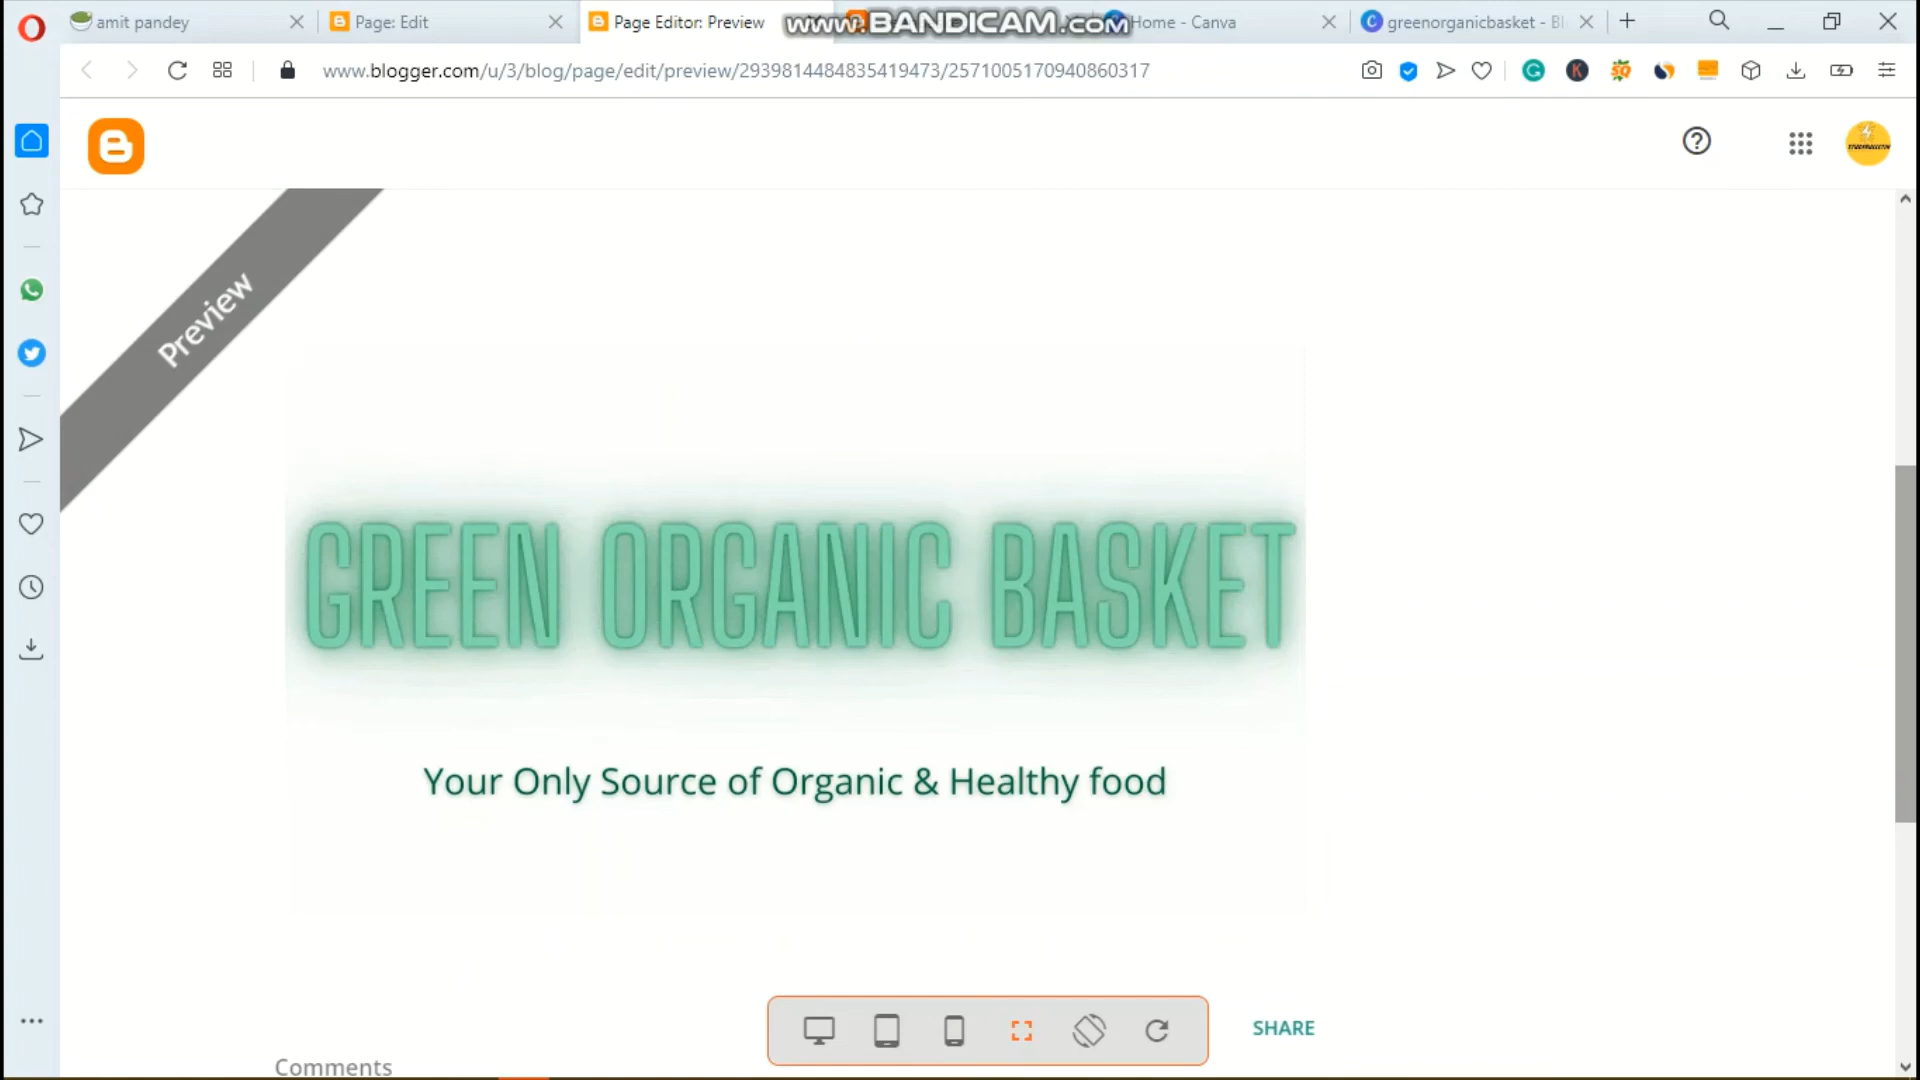 amit pandey
Page: Edit
Page Editor: Preview
www.BANDICAM.com
Home - Canva
greenorganicbasket - Bl
www.blogger.com/u/3/blog/page/edit/preview/2939814484835419473/2571005170940860317
Preview
GREEN ORGANIC BASKET
Your Only Source of Organic & Healthy food
SHARE
Comments